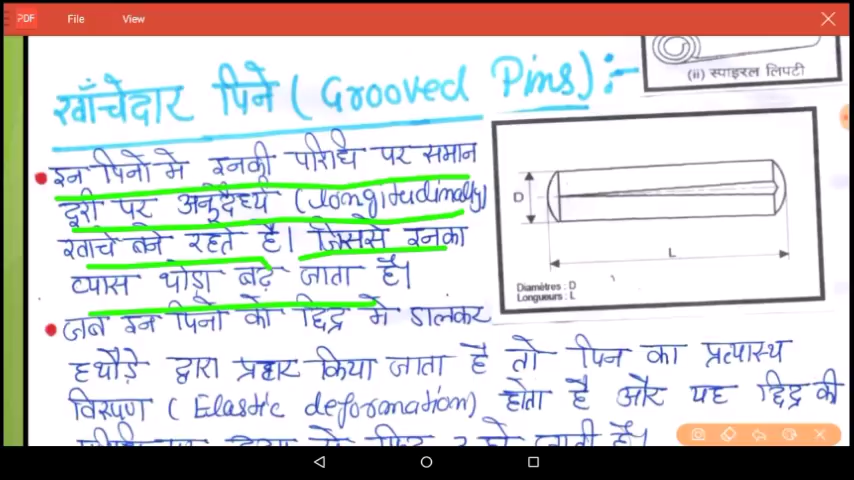 PDF File View
(ii) स्पाइरल लिपटी
खाँचेदार पिनें (Grooved Pins) :-
इन पिनों में इनकी परिधि पर समान
दूरी पर अनुदैर्ध्य (Longitudinally)
खांचे बने रहते है। जिससे इनका
व्यास थोड़ा बढ़ जाता है।
D
L
Diamètres : D
Longueurs : L
जब इन पिनों को छिद्र में डालकर
हथौड़े द्वारा प्रहार किया जाता है तो पिन का प्रत्यास्थ
विरूपण (Elastic deformation) होता है और यह छिद्र की